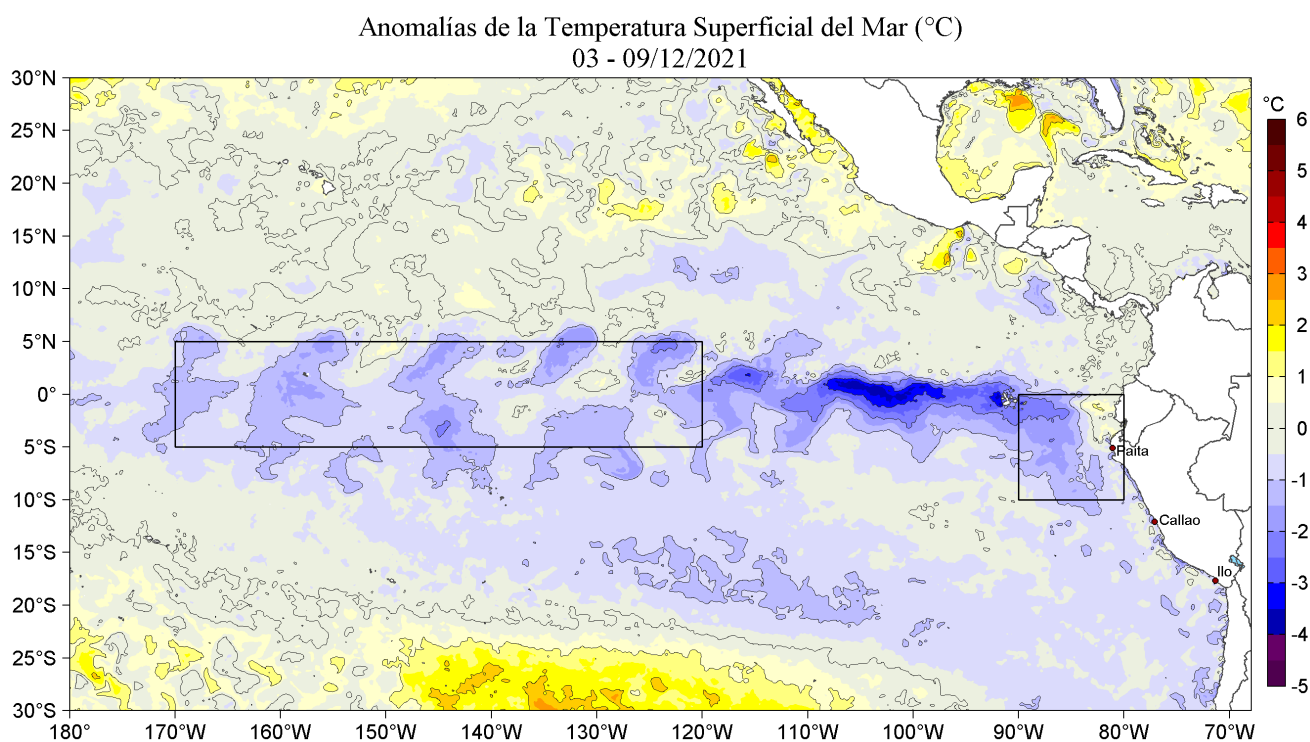 Anomalías de la Temperatura Superficial del Mar (°C)
03 - 09/12/2021
30°N
25°N
20°N
15°N
10°N
5°N
0°
5°S
10°S
15°S
20°S
25°S
30°S
180°
170°W
160°W
150°W
140°W
130°W
120°W
110°W
100°W
90°W
80°W
70°W
Paita
Callao
Ilo
°C
6
5
4
3
2
1
0
-1
-2
-3
-4
-5